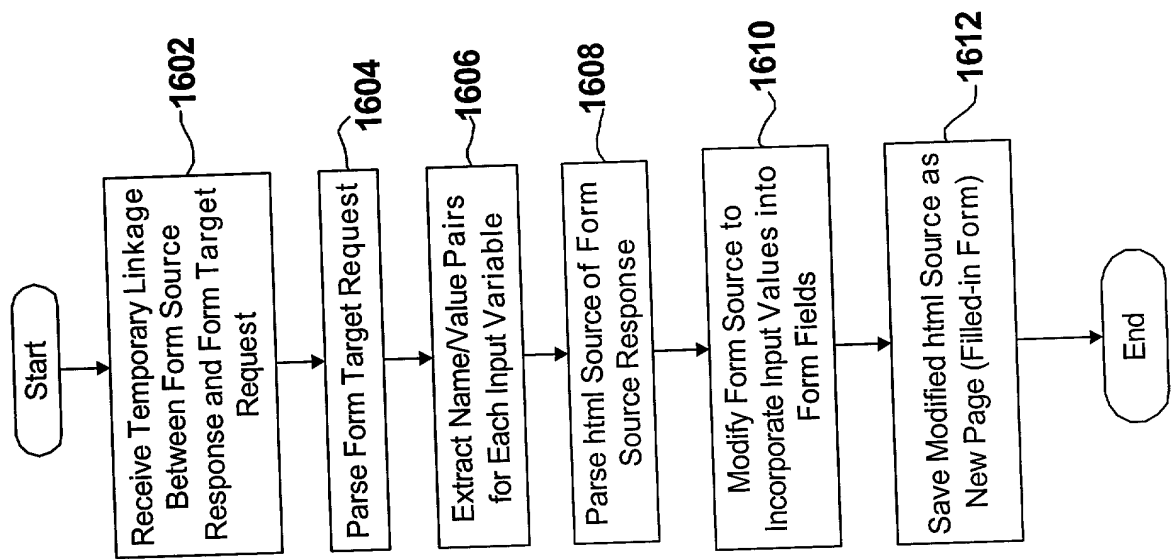 Start
Receive Temporary Linkage
Between Form Source
Response and Form Target
Request
1602
Parse Form Target Request
1604
Extract Name/Value Pairs
for Each Input Variable
1606
Parse html Source of Form
Source Response
1608
Modify Form Source to
Incorporate Input Values into
Form Fields
1610
Save Modified html Source as
New Page (Filled-in Form)
1612
End